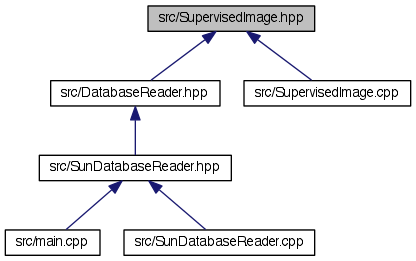 src/SupervisedImage.hpp
src/DatabaseReader.hpp
src/SupervisedImage.cpp
src/SunDatabaseReader.hpp
src/main.cpp
src/SunDatabaseReader.cpp